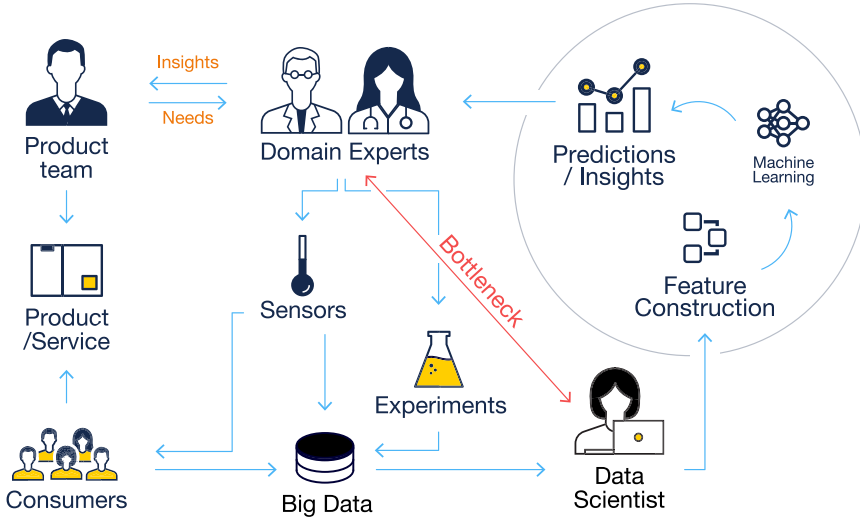 Insights
Needs
Product
team
Domain Experts
Predictions
/ Insights
Machine
Learning
Feature
Construction
Bottleneck
Product
/Service
Sensors
Experiments
Consumers
Big Data
Data
Scientist